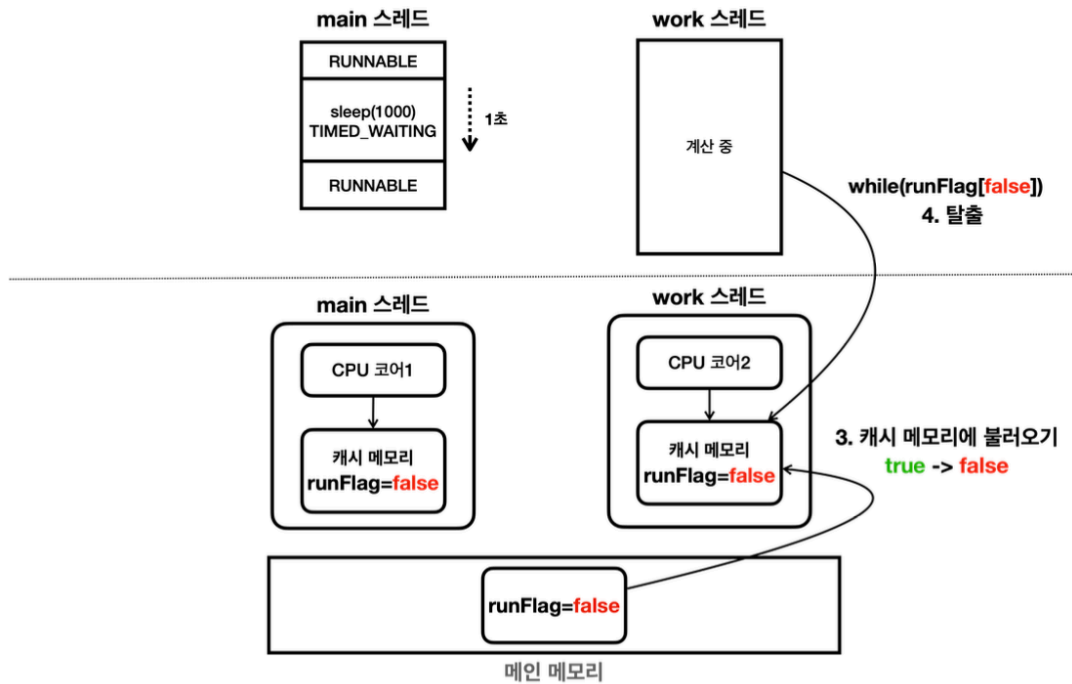 main 스레드
work 스레드
RUNNABLE
sleep(1000)
TIMED_WAITING
1초
RUNNABLE
계산 중
while(runFlag[false])
4. 탈출
main 스레드
work 스레드
CPU 코어1
CPU 코어2
캐시 메모리
runFlag=false
캐시 메모리
runFlag=false
3. 캐시 메모리에 불러오기
true -> false
runFlag=false
메인 메모리